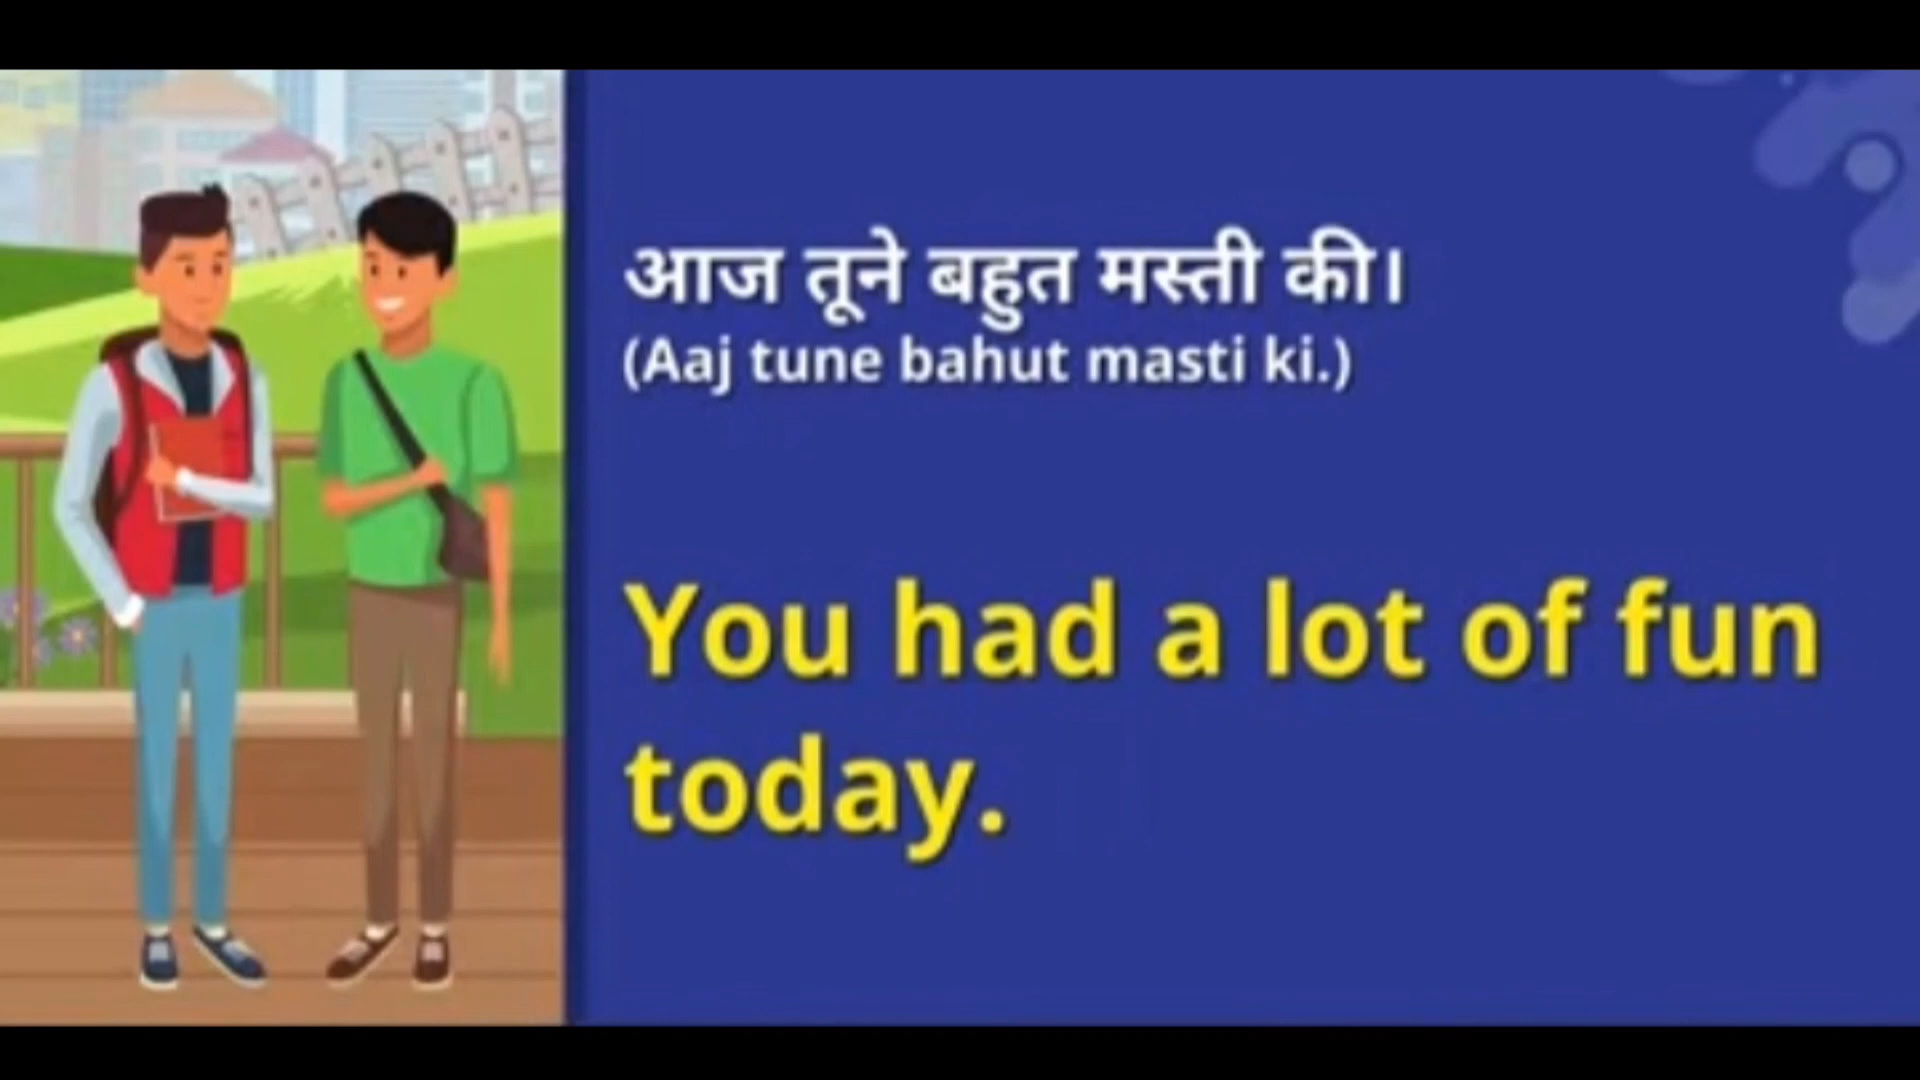 आज तूने बहुत मस्ती की।
(Aaj tune bahut masti ki.)
You had a lot of fun
today.